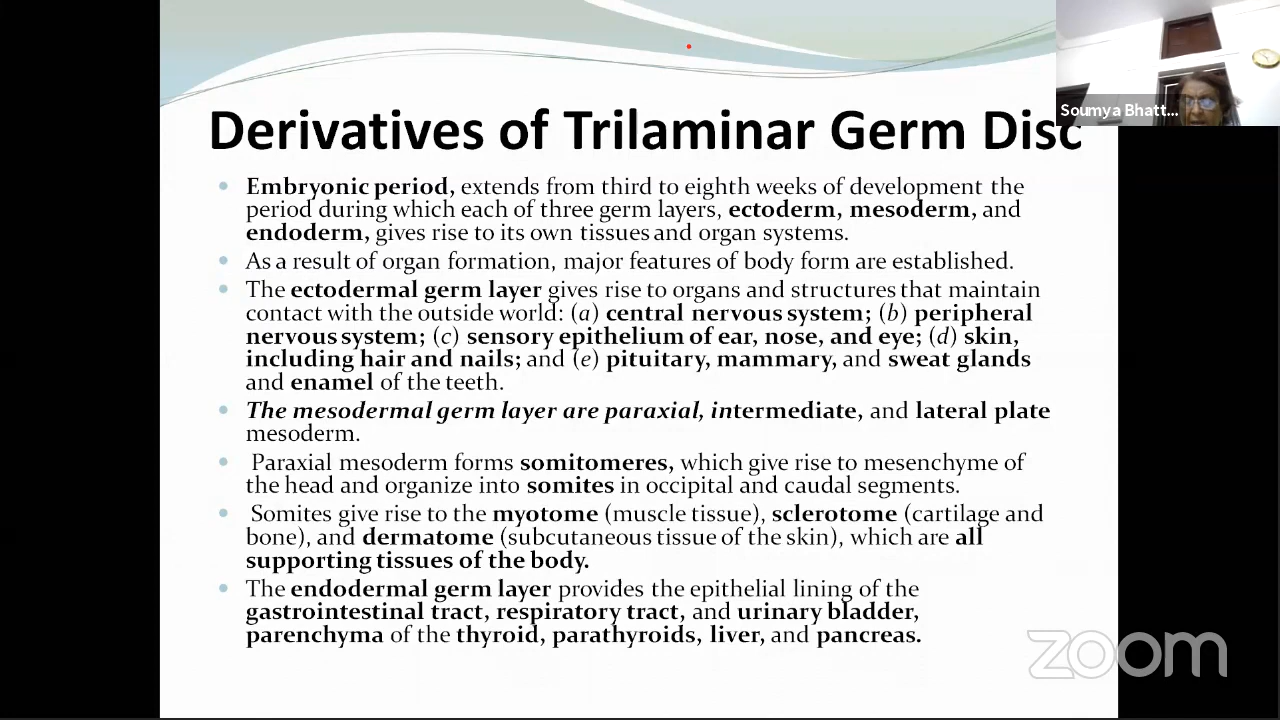 Soumya Bhatt...
Derivatives of Trilaminar Germ Disc
Embryonic period, extends from third to eighth weeks of development the
period during which each of three germ layers, ectoderm, mesoderm, and
endoderm, gives rise to its own tissues and organ systems.
As a result of organ formation, major features of body form are established.
The ectodermal germ layer gives rise to organs and structures that maintain
contact with the outside world: (a) central nervous system; (b) peripheral
nervous system; (c) sensory epithelium of ear, nose, and eye; (d) skin,
including hair and nails; and (e) pituitary, mammary, and sweat glands
and enamel of the teeth.
The mesodermal germ layer are paraxial, intermediate, and lateral plate
mesoderm.
Paraxial mesoderm forms somitomeres, which give rise to mesenchyme of
the head and organize into somites in occipital and caudal segments.
Somites give rise to the myotome (muscle tissue), sclerotome (cartilage and
bone), and dermatome (subcutaneous tissue of the skin), which are all
supporting tissues of the body.
The endodermal germ layer provides the epithelial lining of the
gastrointestinal tract, respiratory tract, and urinary bladder,
parenchyma of the thyroid, parathyroids, liver, and pancreas.
zoom